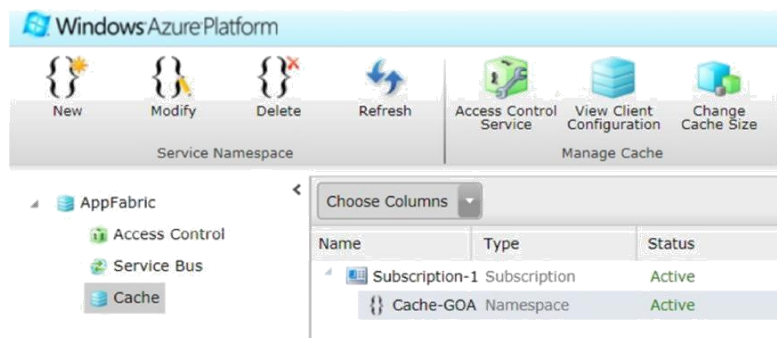 Windows Azure Platform
New Modify Delete Refresh Access Control Service View Client Configuration Change Cache Size
Service Namespace Manage Cache
AppFabric
Access Control
Service Bus
Cache
Choose Columns
Name Type Status
Subscription-1 Subscription Active
Cache-GOA Namespace Active